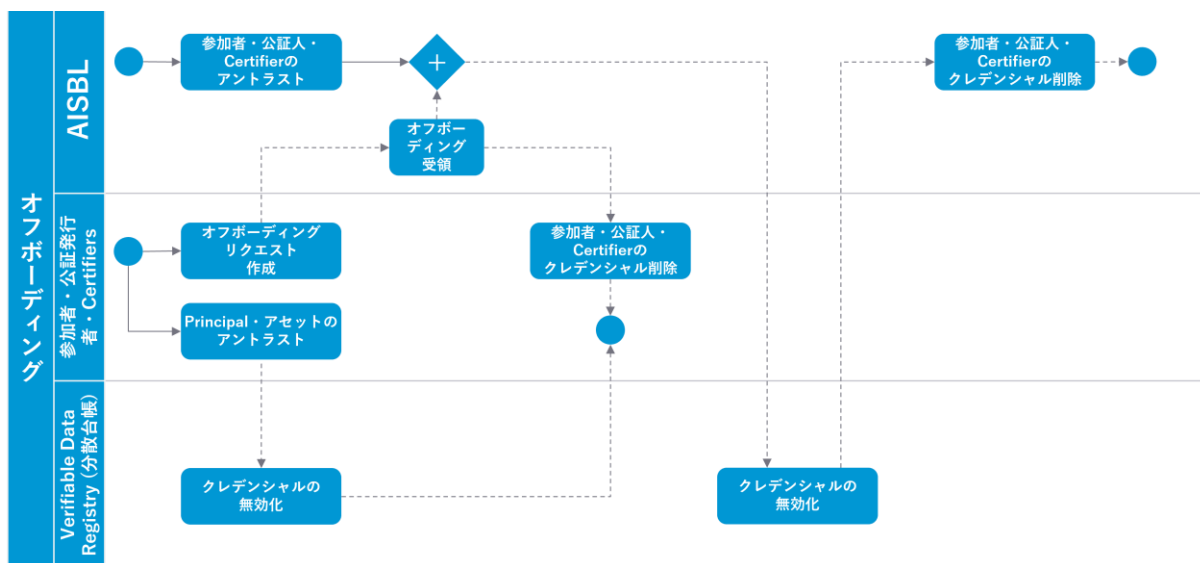 オフボーディング
AISBL
参加者・公証人・
Certifierの
アントラスト
+
オフボー
ディング
受領
参加者・公証人・
Certifierの
クレデンシャル削除
参加者・公証発行
者・Certifiers
オフボーディング
リクエスト
作成
Principal・アセットの
アントラスト
参加者・公証人・
Certifierの
クレデンシャル削除
Verifiable Data
Registry (分散台帳)
クレデンシャルの
無効化
クレデンシャルの
無効化